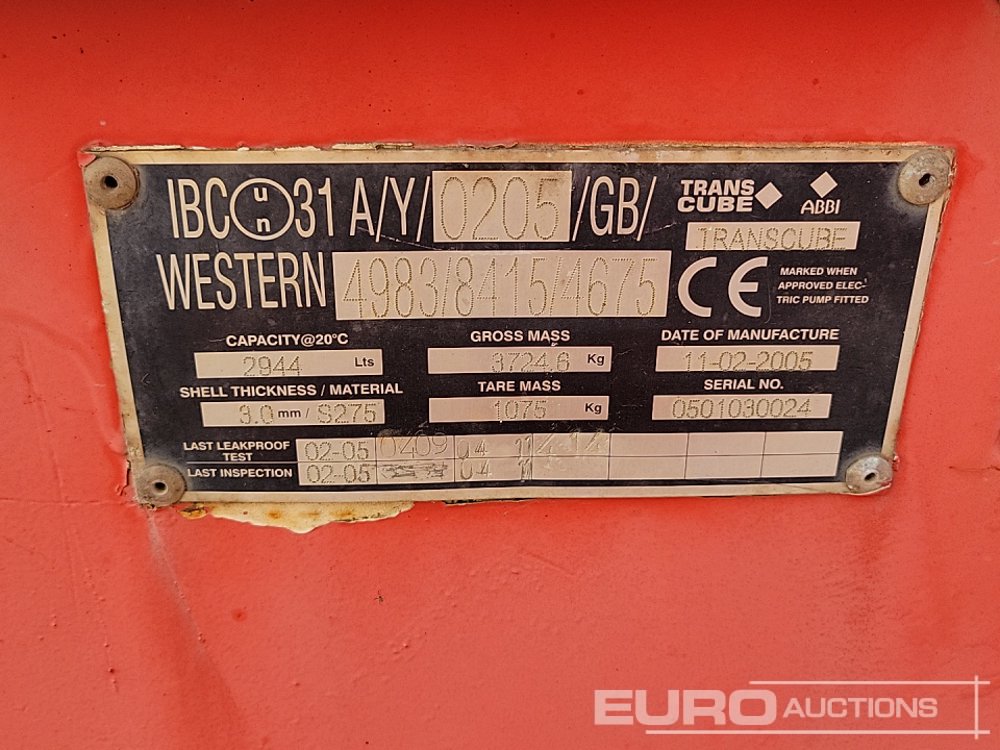 IBC un 31 A/Y/ 0205 /GB/
TRANS CUBE
ABBI
TRANSCUBE
WESTERN 4983/8415/4675
CE MARKED WHEN
APPROVED ELEC-
TRIC PUMP FITTED
CAPACITY@20°C GROSS MASS DATE OF MANUFACTURE
2944 Lts 3724.6 Kg 11-02-2005
SHELL THICKNESS / MATERIAL TARE MASS SERIAL NO.
3.0 mm / S275 1075 Kg 0501030024
LAST LEAKPROOF
TEST 02-05 0409 04 11 4 14
LAST INSPECTION 02-05 04 11
EURO AUCTIONS